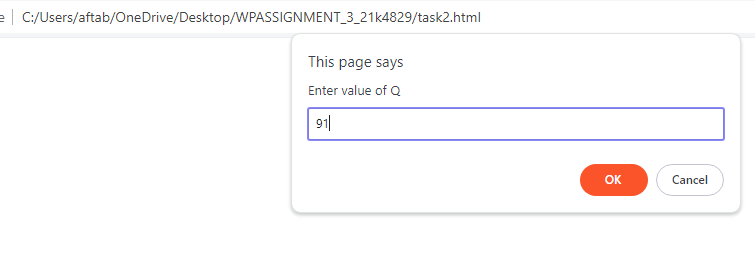 e C:/Users/aftab/OneDrive/Desktop/WPASSIGNMENT_3_21k4829/task2.html
This page says
Enter value of Q
91
OK Cancel